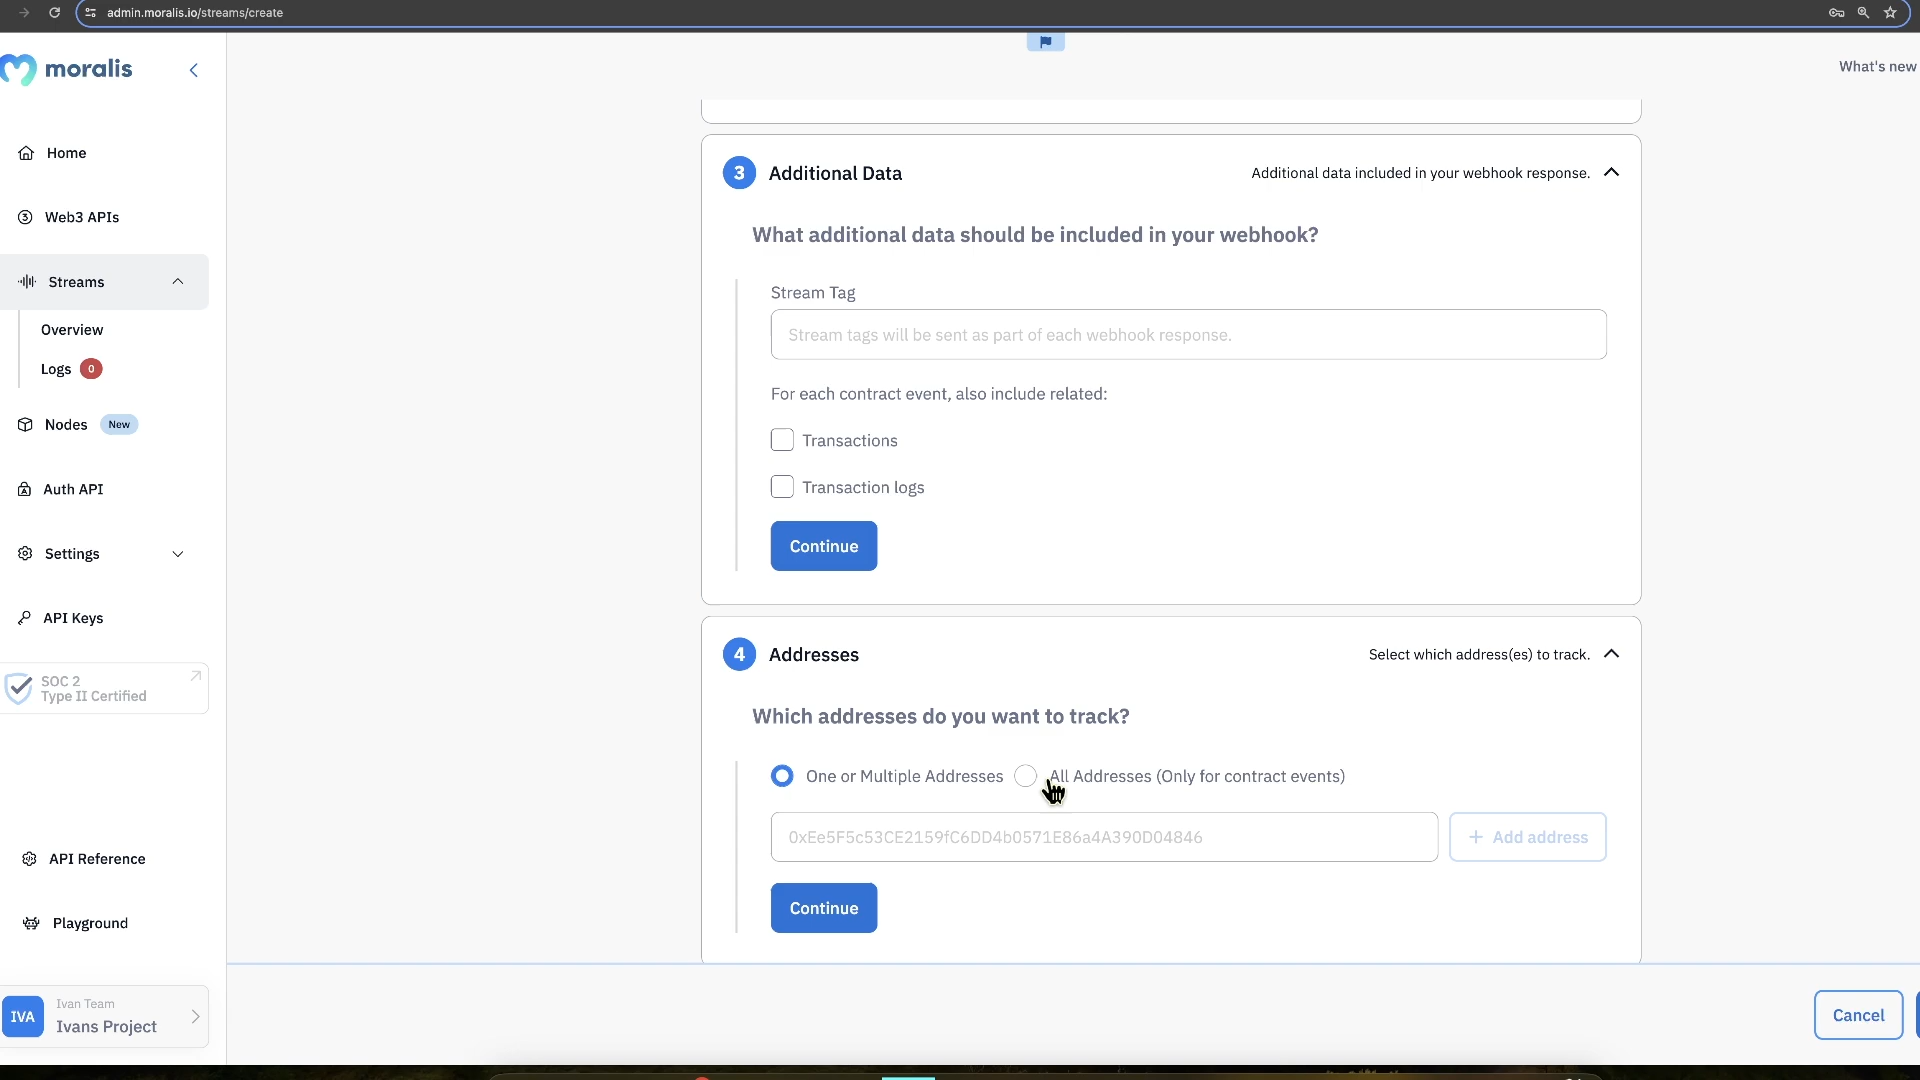 admin.moralis.io/streams/create
moralis
What's new
Home
Web3 APIs
Streams
Overview
Logs 0
Nodes New
Auth API
Settings
API Keys
SOC 2
Type II Certified
API Reference
Playground
IVA
Ivan Team
Ivans Project
3 Additional Data
Additional data included in your webhook response.
What additional data should be included in your webhook?
Stream Tag
Stream tags will be sent as part of each webhook response.
For each contract event, also include related:
Transactions
Transaction logs
Continue
4 Addresses
Select which address(es) to track.
Which addresses do you want to track?
One or Multiple Addresses All Addresses (Only for contract events)
0xEe5F5c53CE2159fC6DD4b0571E86a4A390D04846
+ Add address
Continue
Cancel